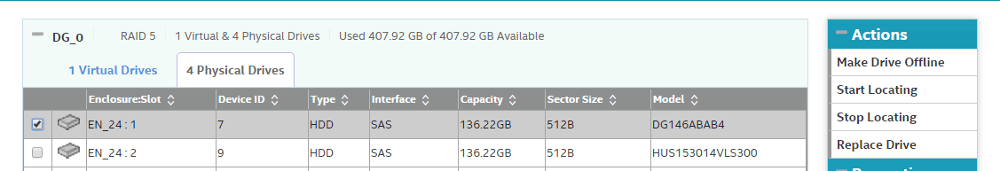 DG_0 RAID 5 1 Virtual & 4 Physical Drives Used 407.92 GB of 407.92 GB Available
1 Virtual Drives 4 Physical Drives
Enclosure:Slot Device ID Type Interface Capacity Sector Size Model
EN_24 : 1 7 HDD SAS 136.22GB 512B DG146ABAB4
EN_24 : 2 9 HDD SAS 136.22GB 512B HUS153014VLS300
Actions
Make Drive Offline
Start Locating
Stop Locating
Replace Drive